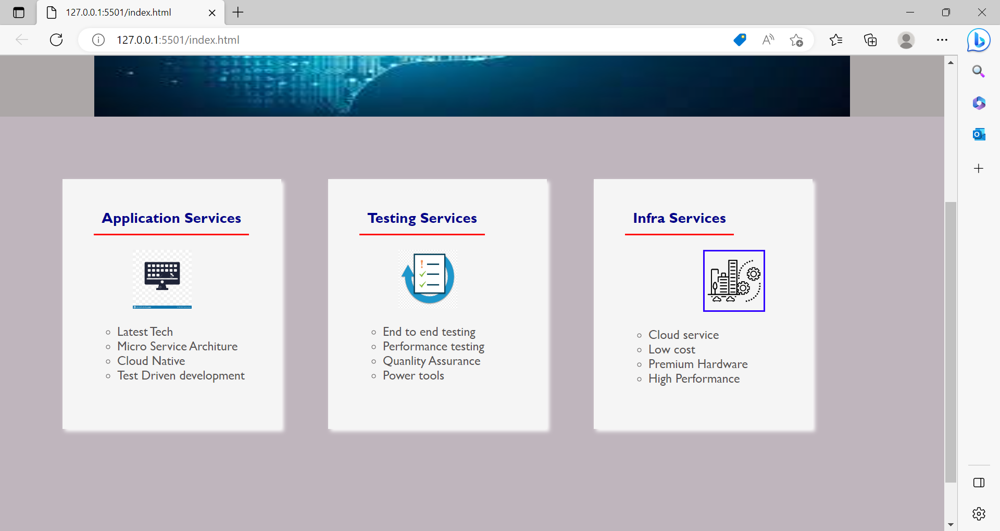 127.0.0.1:5501/index.html
127.0.0.1:5501/index.html
Application Services
Latest Tech
Micro Service Architure
Cloud Native
Test Driven development
Testing Services
End to end testing
Performance testing
Quanlity Assurance
Power tools
Infra Services
Cloud service
Low cost
Premium Hardware
High Performance